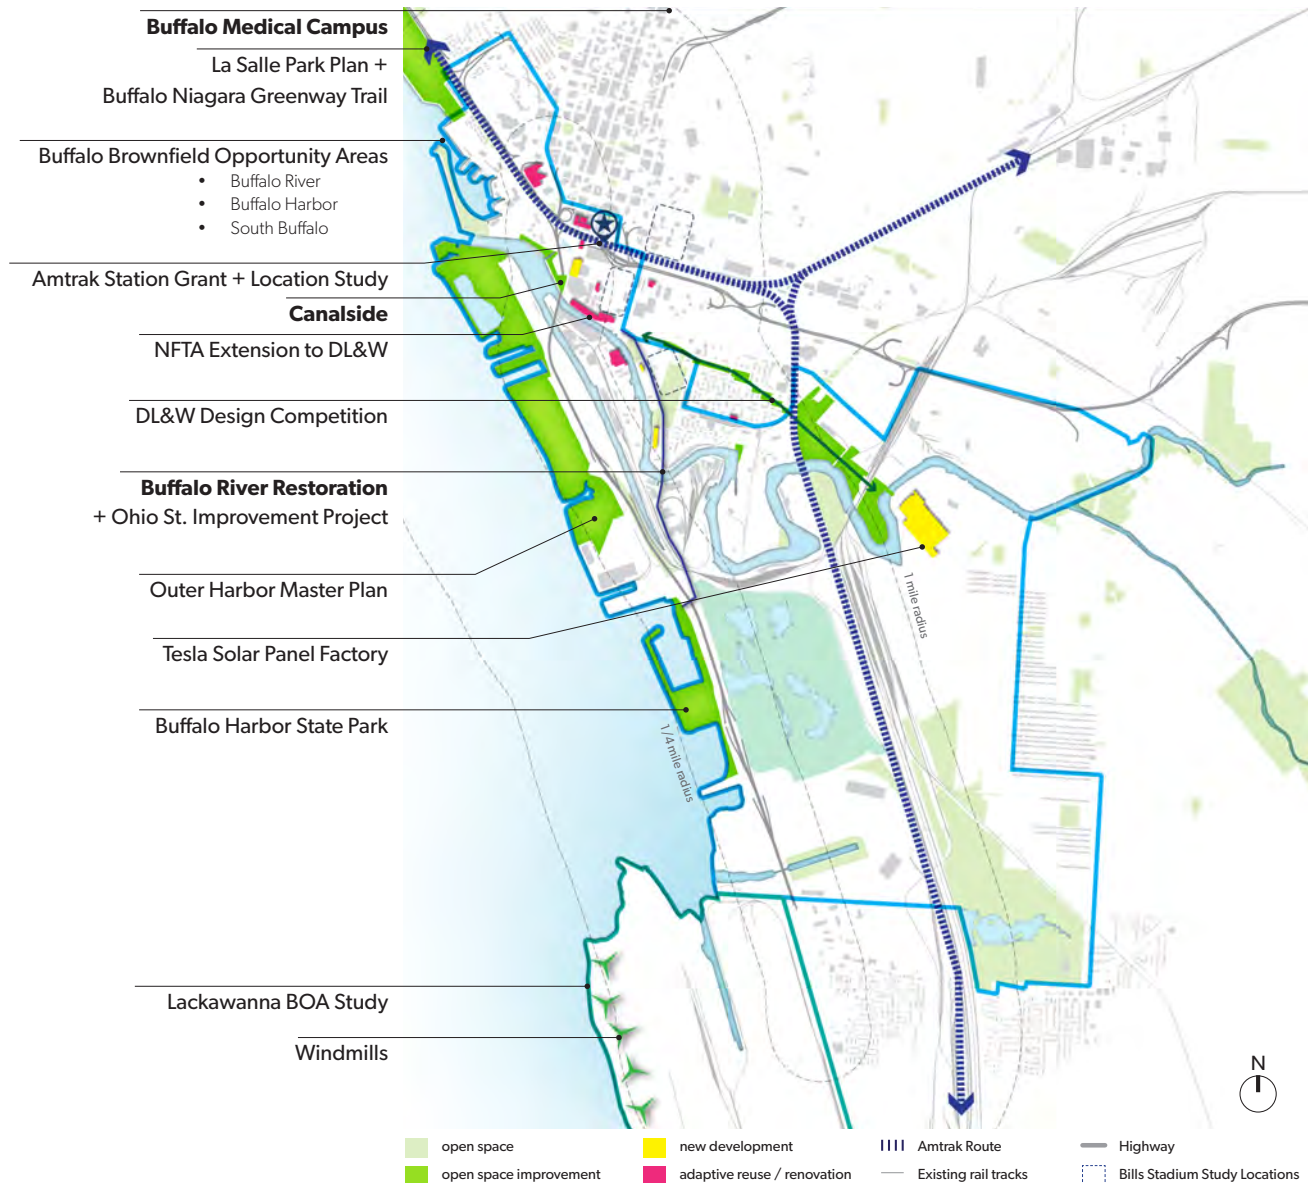 Buffalo Medical Campus
La Salle Park Plan +
Buffalo Niagara Greenway Trail
Buffalo Brownfield Opportunity Areas
• Buffalo River
• Buffalo Harbor
• South Buffalo
Amtrak Station Grant + Location Study
Canalside
NFTA Extension to DL&W
DL&W Design Competition
Buffalo River Restoration
+ Ohio St. Improvement Project
Outer Harbor Master Plan
Tesla Solar Panel Factory
Buffalo Harbor State Park
Lackawanna BOA Study
Windmills
1 mile radius
1/4 mile radius
N
open space
new development
Amtrak Route
Highway
open space improvement
adaptive reuse / renovation
Existing rail tracks
Bills Stadium Study Locations